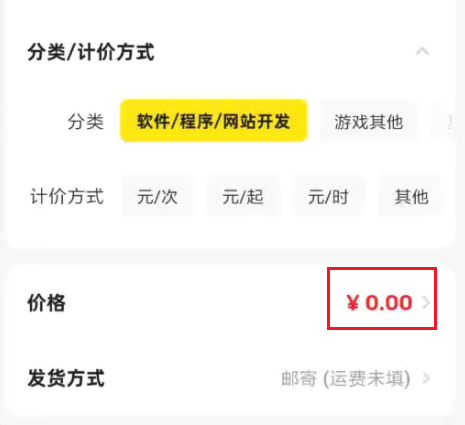 分类/计价方式
分类 软件/程序/网站开发 游戏其他
计价方式 元/次 元/起 元/时 其他
价格 ¥0.00
发货方式 邮寄 (运费未填)